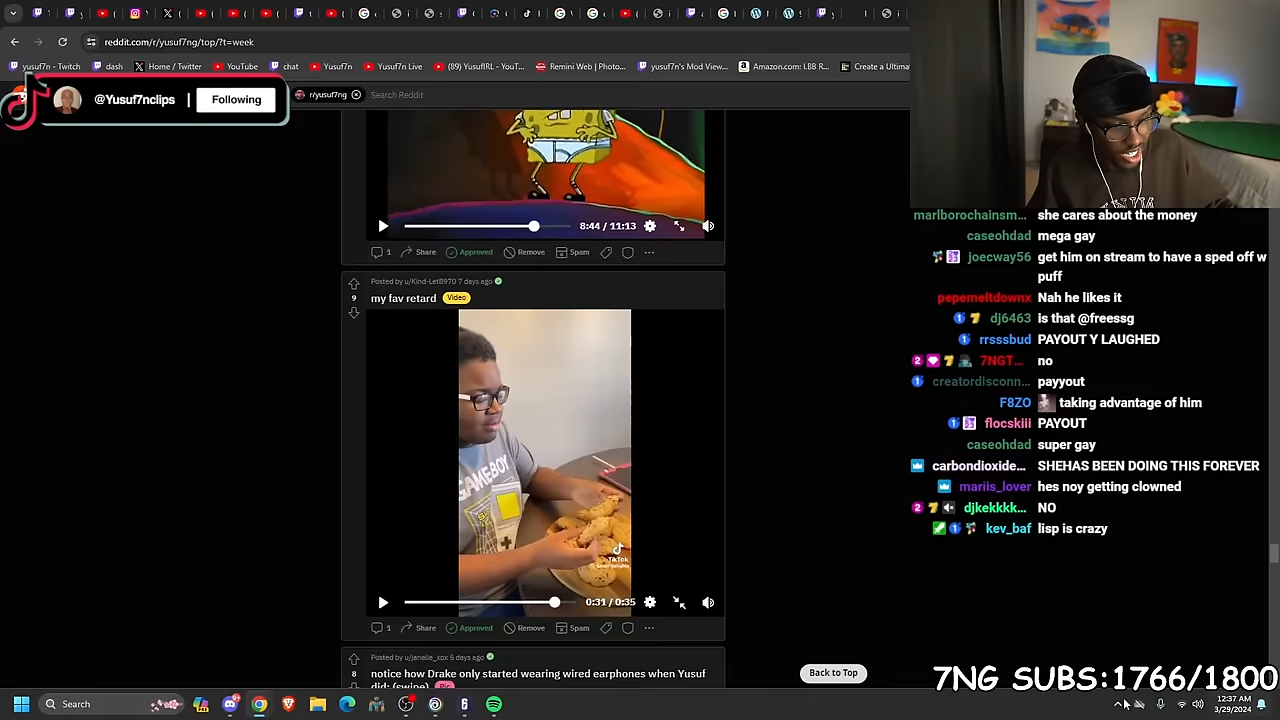 reddit.com/r/yusuf7ng/top/?t=week
yusuf7n - Twitch
dash
Home / Twitter
YouTube
chat
Yusuf7n
Yusuf7n Live
(89) YusufIRL - YouT...
Remini Web | Photo...
yusuf7n's Mod View...
Amazon.com: LBB R...
Create a Ultima
@Yusuf7nclips | Following
r/yusuf7ng
Search Reddit
8:44 / 11:13
1 Share Approved Remove Spam
Posted by u/Kind-Let8970 7 days ago
9
my fav retard Video
GAMEBOY
TikTok
0:31 / 0:35
1 Share Approved Remove Spam
Posted by u/janelle_xox 5 days ago
8
notice how Drake only started wearing wired earphones when Yusuf
did: (swipe)
Back to Top
marlborochainsm... she cares about the money
caseohdad mega gay
joecway56 get him on stream to have a sped off w
puff
pepemeltdownx Nah he likes it
dj6463 is that @freessg
rrsssbud PAYOUT Y LAUGHED
7NGT... no
creatordisconn... payyout
F8ZO taking advantage of him
flocskiii PAYOUT
caseohdad super gay
carbondioxide... SHEHAS BEEN DOING THIS FOREVER
mariis_lover hes noy getting clowned
djkekkkk... NO
kev_baf lisp is crazy
7NG SUBS:1766/1800
Search
12:37 AM
3/29/2024